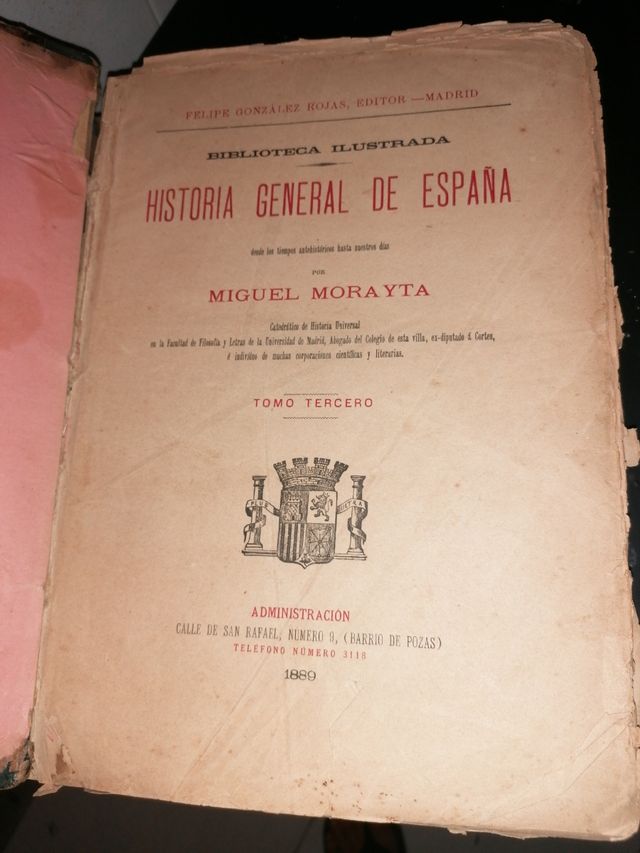 FELIPE GONZÁLEZ ROJAS, EDITOR —MADRID
BIBLIOTECA ILUSTRADA
HISTORIA GENERAL DE ESPAÑA
desde los tiempos antehistóricos hasta nuestros días
POR
MIGUEL MORAYTA
Catedrático de Historia Universal
en la Facultad de Filosofía y Letras de la Universidad de Madrid, Abogado del Colegio de esta villa, ex-diputado á Cortes,
é individuo de muchas corporaciones científicas y literarias.
TOMO TERCERO
PLUS ULTRA
ADMINISTRACIÓN
CALLE DE SAN RAFAEL, NÚMERO 9, (BARRIO DE POZAS)
TELÉFONO NÚMERO 3118
1889